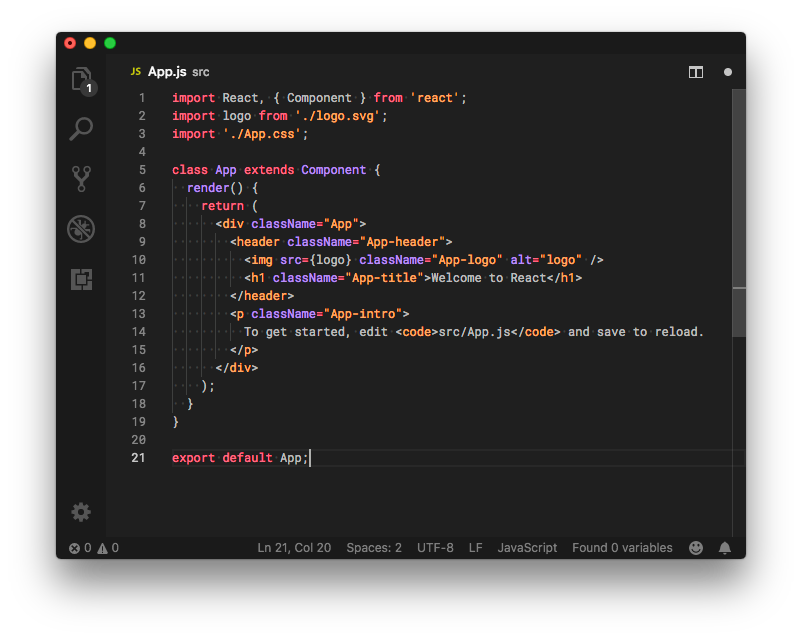 JS App.js src
1
1 import React, { Component } from 'react';
2 import logo from './logo.svg';
3 import './App.css';
4
5 class App extends Component {
6   render() {
7     return (
8       <div className="App">
9         <header className="App-header">
10           <img src={logo} className="App-logo" alt="logo" />
11           <h1 className="App-title">Welcome to React</h1>
12         </header>
13         <p className="App-intro">
14           To get started, edit <code>src/App.js</code> and save to reload.
15         </p>
16       </div>
17     );
18   }
19 }
20
21 export default App;
0 0 Ln 21, Col 20 Spaces: 2 UTF-8 LF JavaScript Found 0 variables